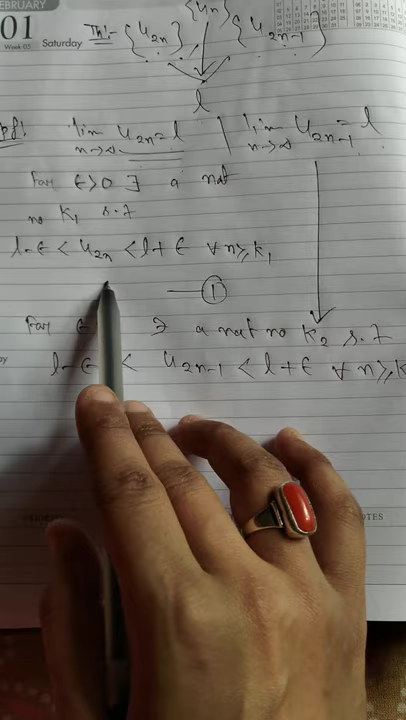 FEBRUARY
01
Week 05
Saturday
Th:- {u2n} {un} {u2n-1}
l
pf:
lim n→∞ u2n = l | lim n→∞ u2n-1 = l
For ϵ>0 ∃ a nat
no K1 s.t
l-ϵ < u2n < l+ϵ ∀ n≥k1
—①
For ϵ ∃ a nat no K2 s.t
l-ϵ < u2n-1 < l+ϵ ∀ n≥K